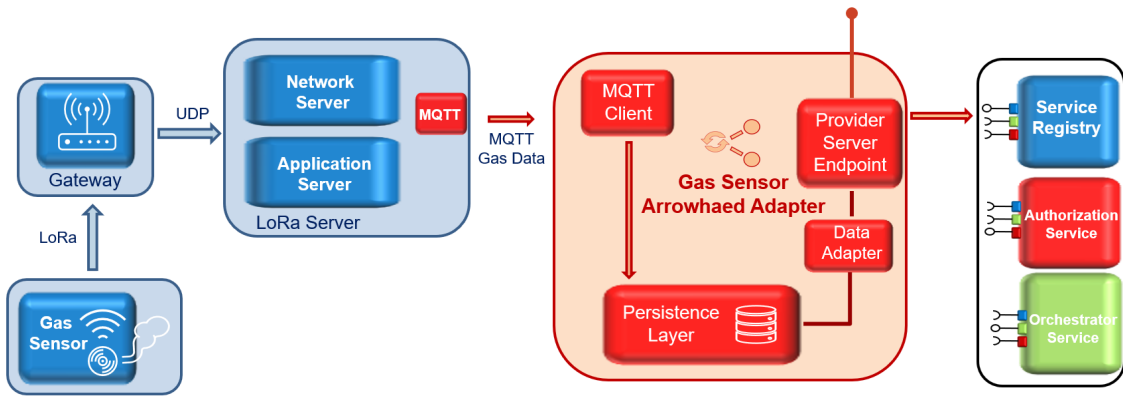 Gateway
LoRa
Gas
Sensor
UDP
Network
Server
Application
Server
MQTT
LoRa Server
MQTT
Gas Data
MQTT
Client
Gas Sensor
Arrowhaed Adapter
Provider
Server
Endpoint
Data
Adapter
Persistence
Layer
Service
Registry
Authorization
Service
Orchestrator
Service